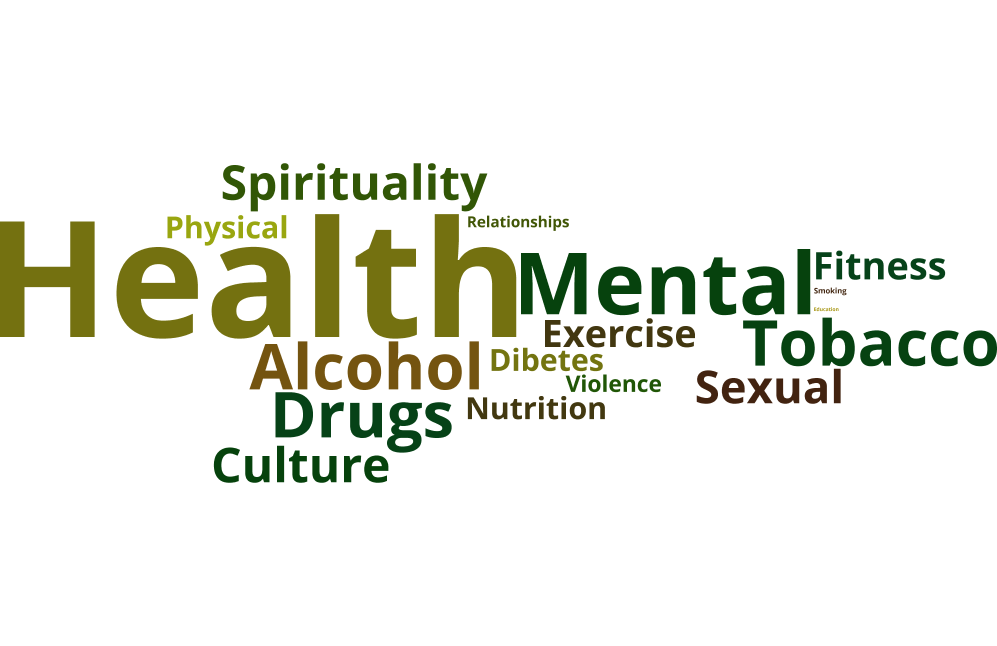 Spirituality
Physical
Relationships
Health
Mental
Fitness
Smoking
Education
Exercise
Tobacco
Alcohol
Dibetes
Violence
Sexual
Drugs
Nutrition
Culture